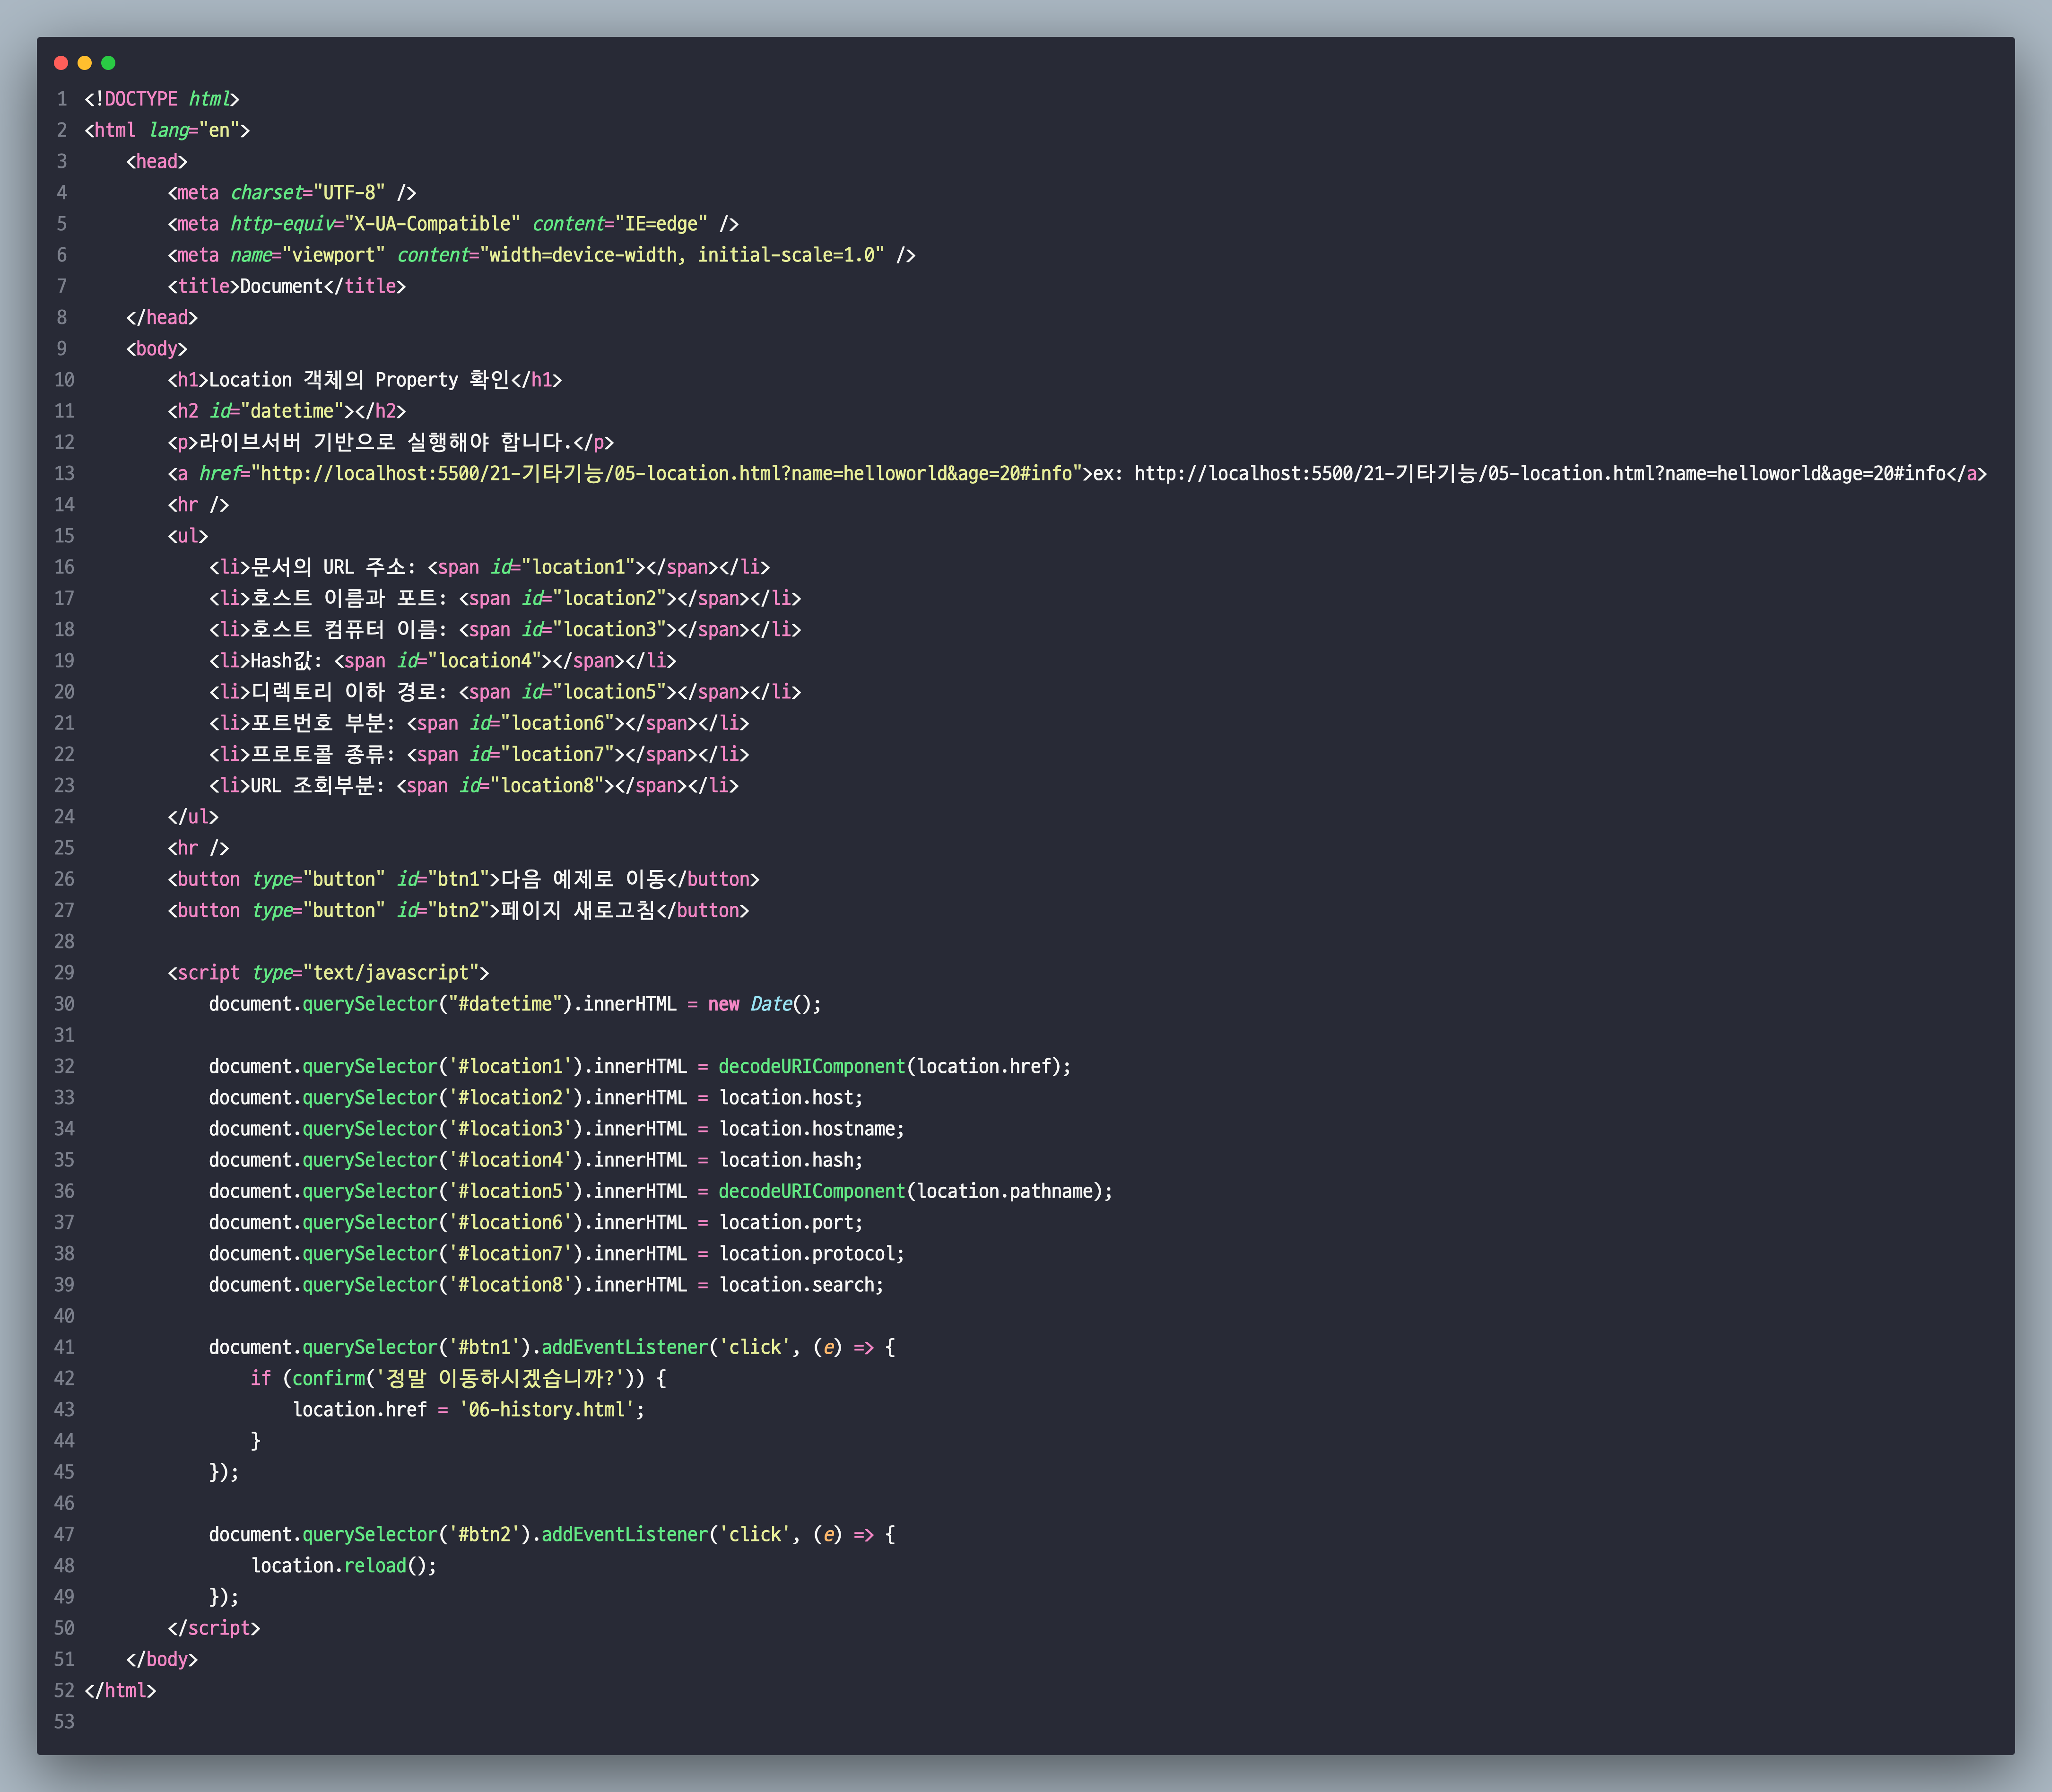 1 <!DOCTYPE html>
2 <html lang="en">
3     <head>
4         <meta charset="UTF-8" />
5         <meta http-equiv="X-UA-Compatible" content="IE=edge" />
6         <meta name="viewport" content="width=device-width, initial-scale=1.0" />
7         <title>Document</title>
8     </head>
9     <body>
10         <h1>Location 객체의 Property 확인</h1>
11         <h2 id="datetime"></h2>
12         <p>라이브서버 기반으로 실행해야 합니다.</p>
13         <a href="http://localhost:5500/21-기타기능/05-location.html?name=helloworld&age=20#info">ex: http://localhost:5500/21-기타기능/05-location.html?name=helloworld&age=20#info</a>
14         <hr />
15         <ul>
16             <li>문서의 URL 주소: <span id="location1"></span></li>
17             <li>호스트 이름과 포트: <span id="location2"></span></li>
18             <li>호스트 컴퓨터 이름: <span id="location3"></span></li>
19             <li>Hash값: <span id="location4"></span></li>
20             <li>디렉토리 이하 경로: <span id="location5"></span></li>
21             <li>포트번호 부분: <span id="location6"></span></li>
22             <li>프로토콜 종류: <span id="location7"></span></li>
23             <li>URL 조회부분: <span id="location8"></span></li>
24         </ul>
25         <hr />
26         <button type="button" id="btn1">다음 예제로 이동</button>
27         <button type="button" id="btn2">페이지 새로고침</button>
28
29         <script type="text/javascript">
30             document.querySelector("#datetime").innerHTML = new Date();
31
32             document.querySelector('#location1').innerHTML = decodeURIComponent(location.href);
33             document.querySelector('#location2').innerHTML = location.host;
34             document.querySelector('#location3').innerHTML = location.hostname;
35             document.querySelector('#location4').innerHTML = location.hash;
36             document.querySelector('#location5').innerHTML = decodeURIComponent(location.pathname);
37             document.querySelector('#location6').innerHTML = location.port;
38             document.querySelector('#location7').innerHTML = location.protocol;
39             document.querySelector('#location8').innerHTML = location.search;
40
41             document.querySelector('#btn1').addEventListener('click', (e) => {
42                 if (confirm('정말 이동하시겠습니까?')) {
43                     location.href = '06-history.html';
44                 }
45             });
46
47             document.querySelector('#btn2').addEventListener('click', (e) => {
48                 location.reload();
49             });
50         </script>
51     </body>
52 </html>
53